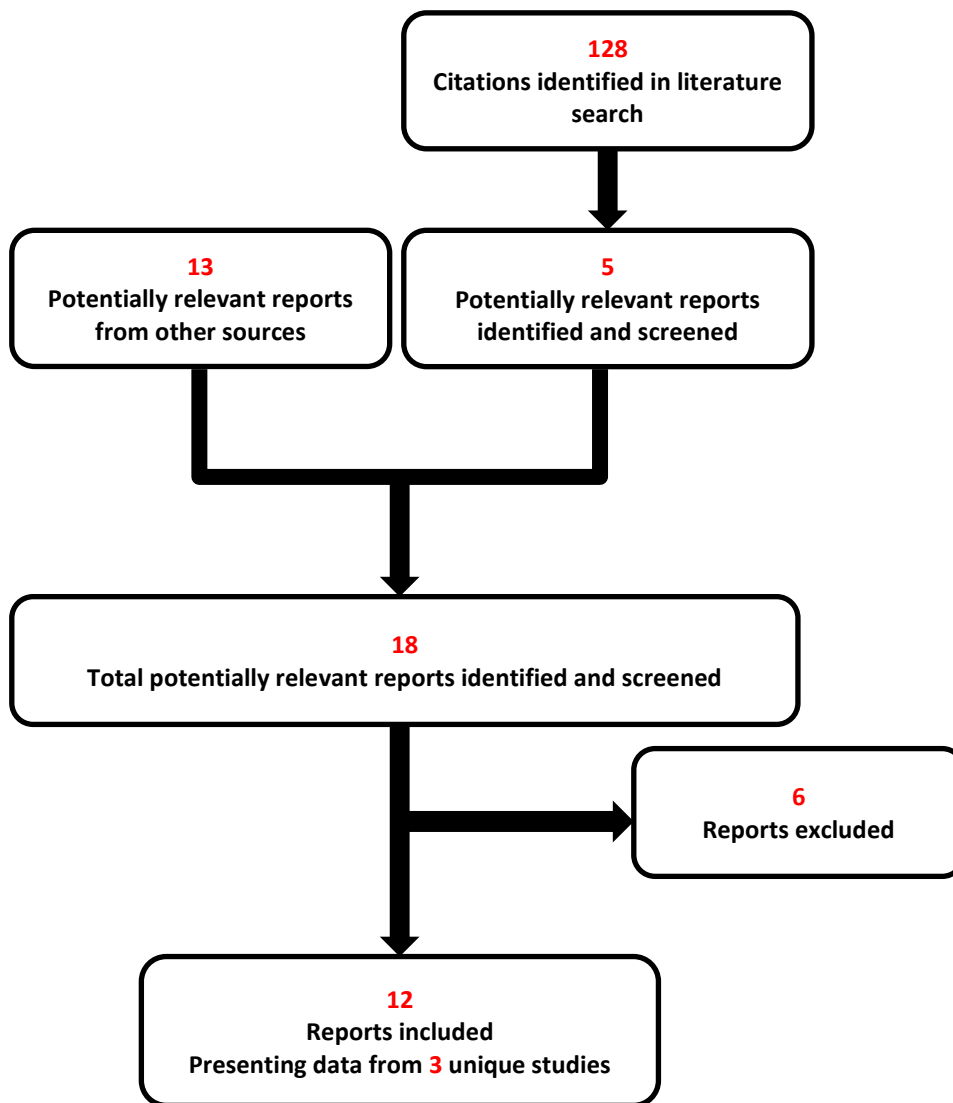 128
Citations identified in literature
search
13
Potentially relevant reports
from other sources
5
Potentially relevant reports
identified and screened
18
Total potentially relevant reports identified and screened
6
Reports excluded
12
Reports included
Presenting data from 3 unique studies